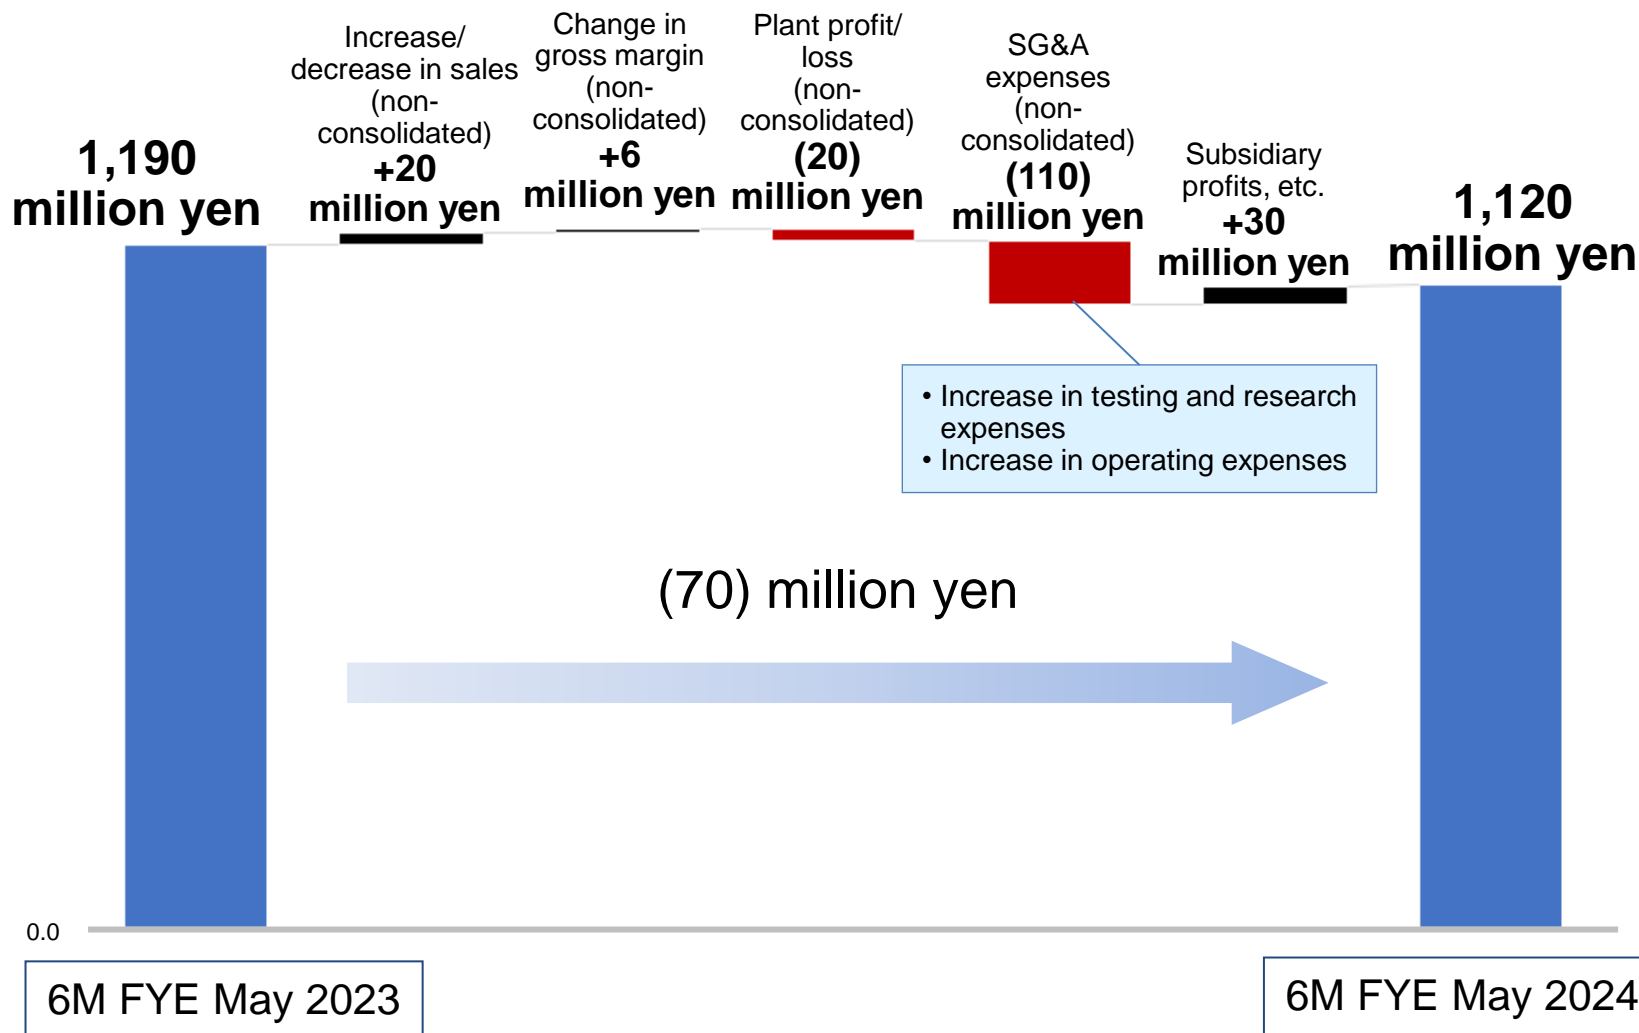 1,190
million yen
Increase/
decrease in sales
(non-
consolidated)
+20
million yen
Change in
gross margin
(non-
consolidated)
+6
million yen
Plant profit/
loss
(non-
consolidated)
(20)
million yen
SG&A
expenses
(non-
consolidated)
(110)
million yen
Subsidiary
profits, etc.
+30
million yen
1,120
million yen
• Increase in testing and research
expenses
• Increase in operating expenses
(70) million yen
0.0
6M FYE May 2023
6M FYE May 2024